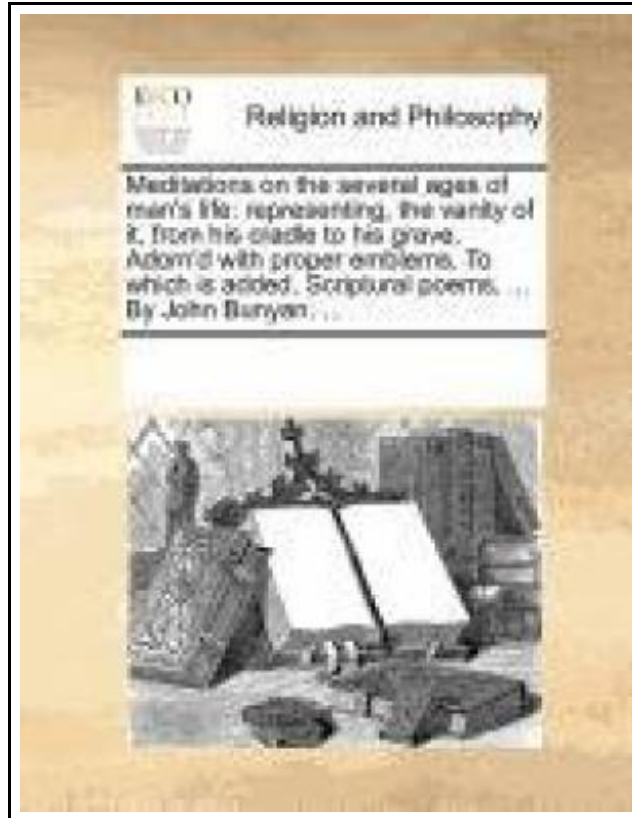 ECCO
Religion and Philosophy
Meditations on the several ages of
man's life: representing, the vanity of
it, from his cradle to his grave.
Adorn'd with proper emblems. To
which is added, Scriptural poems, ...
By John Bunyan. ...